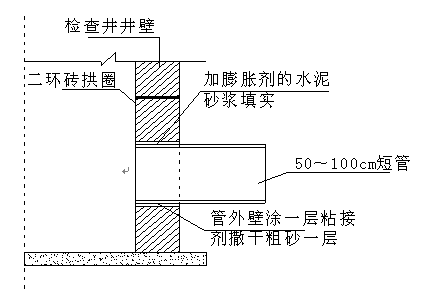 检查井井壁
二环砖拱圈
加膨胀剂的水泥
砂浆填实
50～100cm短管
管外壁涂一层粘接
剂撒干粗砂一层